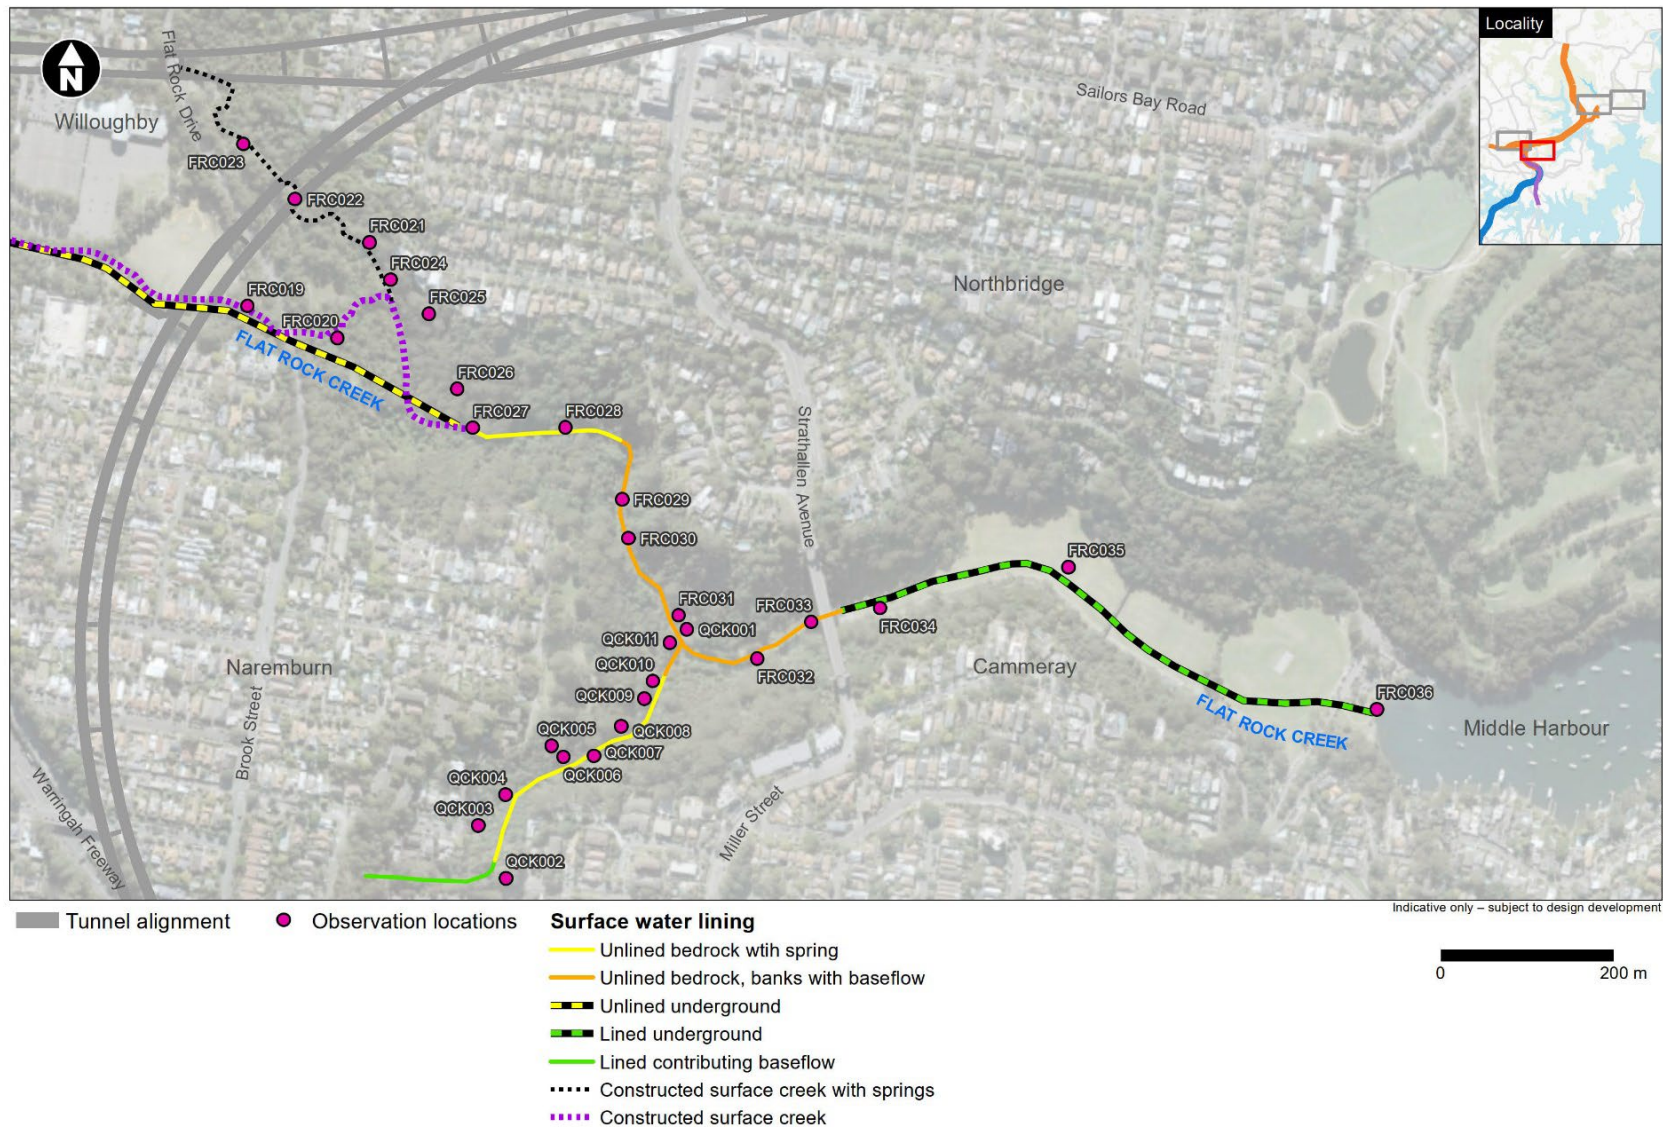 Locality
N
Flat Rock Drive
Willoughby
Sailors Bay Road
FRC023
FRC022
FRC021
FRC024
FRC025
Northbridge
FRC019
FRC020
FLAT ROCK CREEK
FRC026
FRC027
FRC028
Strathallen Avenue
FRC029
FRC030
FRC035
FRC031
FRC033
QCK001
FRC034
QCK011
Naremburn
QCK010
FRC032
Cammeray
QCK009
FRC036
FLAT ROCK CREEK
Middle Harbour
QCK005
QCK008
Brook Street
QCK007
QCK006
QCK004
QCK003
Miller Street
Warringah Freeway
QCK002
Indicative only – subject to design development
Tunnel alignment
Observation locations
Surface water lining
Unlined bedrock wtih spring
Unlined bedrock, banks with baseflow
Unlined underground
Lined underground
Lined contributing baseflow
Constructed surface creek with springs
Constructed surface creek
0 200 m